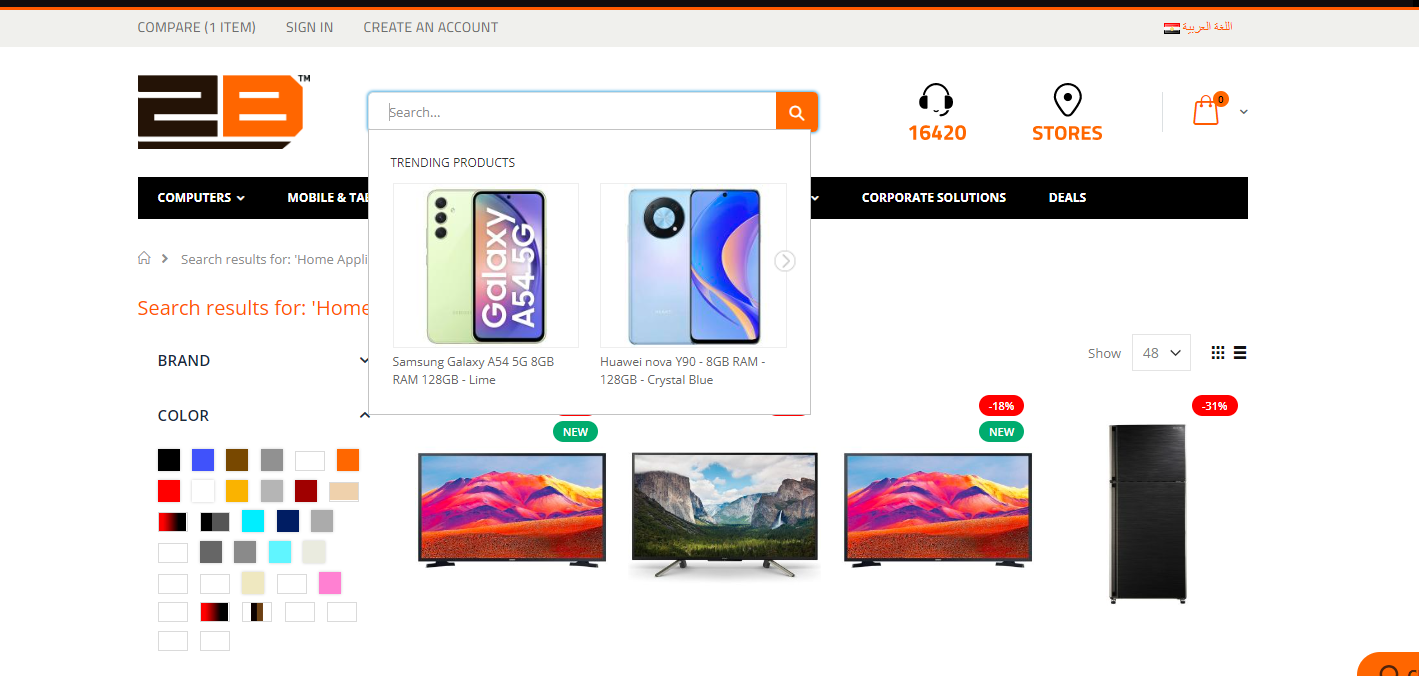 COMPARE (1 ITEM) SIGN IN CREATE AN ACCOUNT اللغة العربية
2B™
Search...
16420
STORES
0
TRENDING PRODUCTS
COMPUTERS MOBILE & TAB CORPORATE SOLUTIONS DEALS
Galaxy
A54 5G
Search results for: 'Home Appli
Search results for: 'Home
Samsung Galaxy A54 5G 8GB
RAM 128GB - Lime
Huawei nova Y90 - 8GB RAM -
128GB - Crystal Blue
BRAND
Show 48
COLOR
-18%
-31%
NEW
NEW